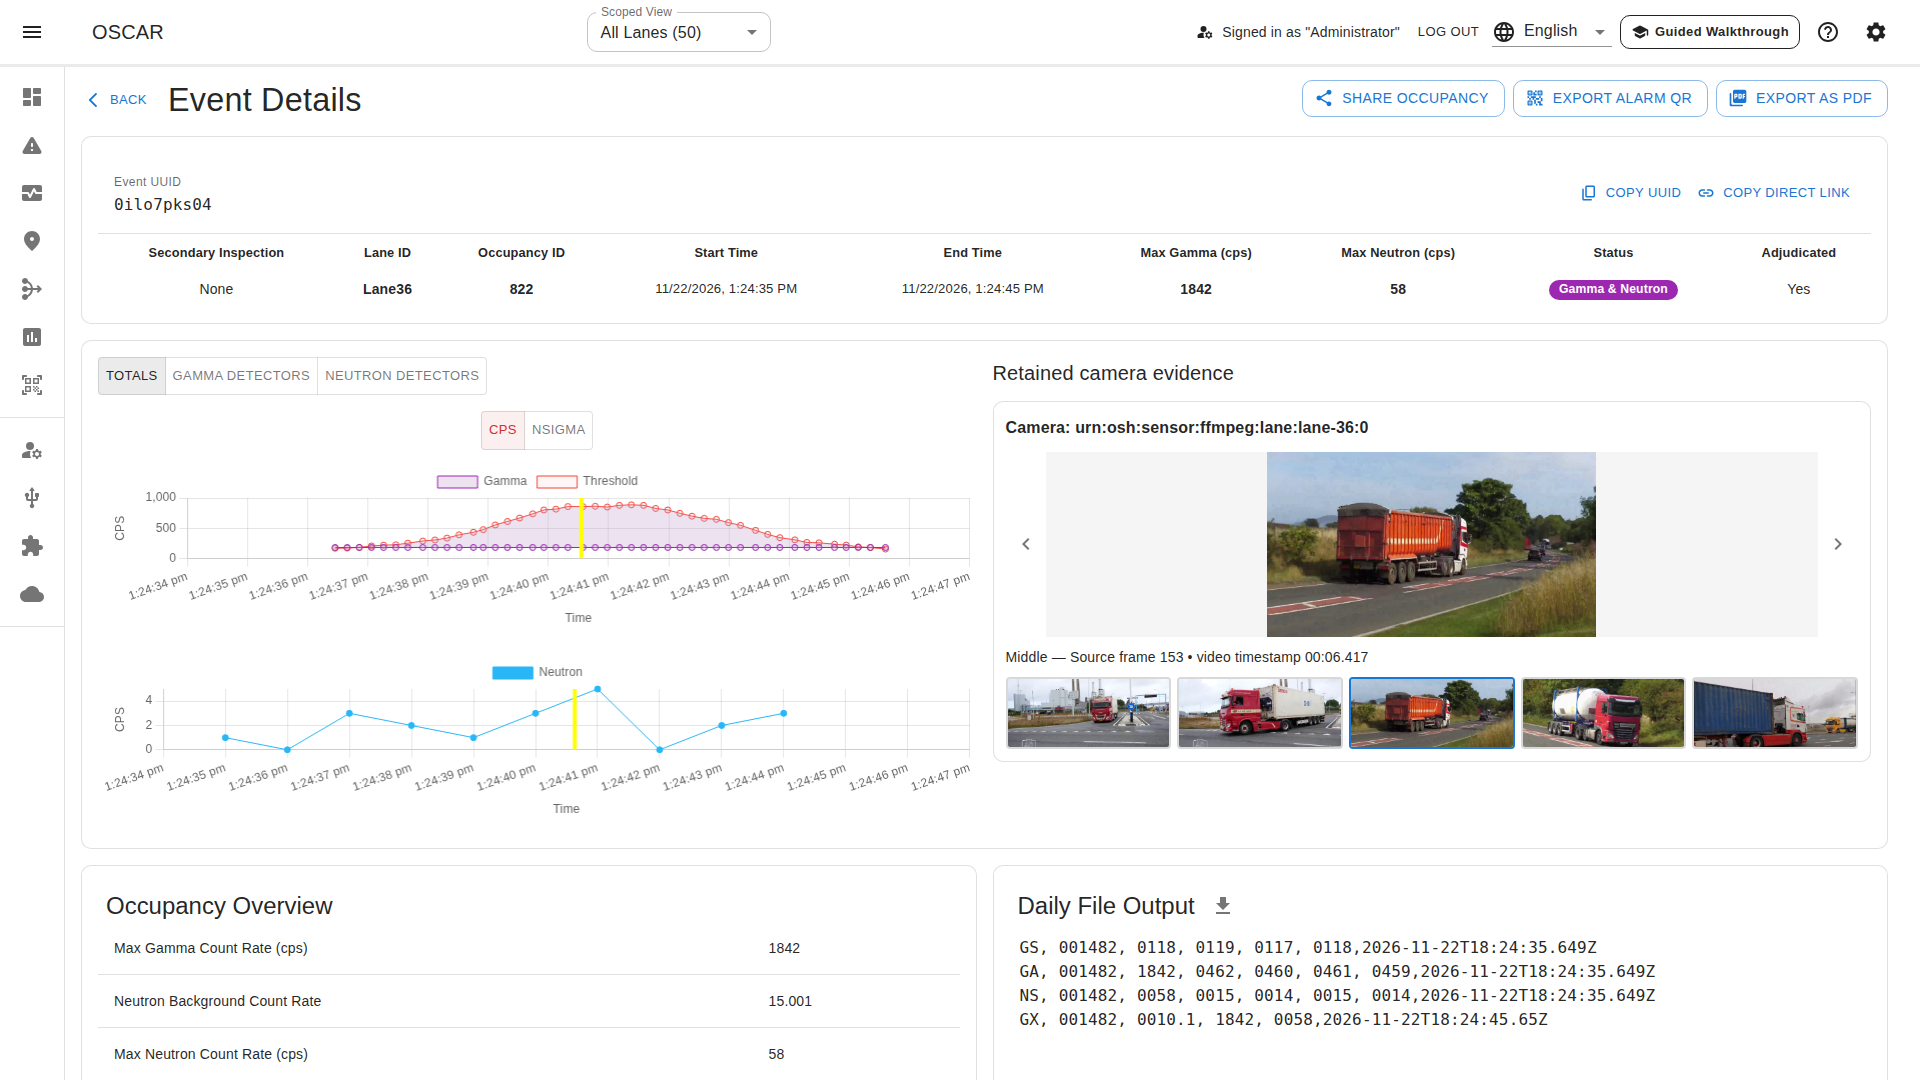 OSCAR
Scoped View
All Lanes (50)
Signed in as "Administrator"
LOG OUT
English
Guided Walkthrough
BACK
Event Details
SHARE OCCUPANCY
EXPORT ALARM QR
EXPORT AS PDF
Event UUID
0ilo7pks04
COPY UUID
COPY DIRECT LINK
Secondary Inspection Lane ID Occupancy ID Start Time End Time Max Gamma (cps) Max Neutron (cps) Status Adjudicated
None Lane36 822 11/22/2026, 1:24:35 PM 11/22/2026, 1:24:45 PM 1842 58 Gamma & Neutron Yes
TOTALS GAMMA DETECTORS NEUTRON DETECTORS
CPS NSIGMA
Gamma Threshold
1,000
500
0
CPS
1:24:34 pm 1:24:35 pm 1:24:36 pm 1:24:37 pm 1:24:38 pm 1:24:39 pm 1:24:40 pm 1:24:41 pm 1:24:42 pm 1:24:43 pm 1:24:44 pm 1:24:45 pm 1:24:46 pm 1:24:47 pm
Time
Neutron
4
2
0
CPS
1:24:34 pm 1:24:35 pm 1:24:36 pm 1:24:37 pm 1:24:38 pm 1:24:39 pm 1:24:40 pm 1:24:41 pm 1:24:42 pm 1:24:43 pm 1:24:44 pm 1:24:45 pm 1:24:46 pm 1:24:47 pm
Time
Retained camera evidence
Camera: urn:osh:sensor:ffmpeg:lane:lane-36:0
Middle — Source frame 153 • video timestamp 00:06.417
Occupancy Overview
Max Gamma Count Rate (cps) 1842
Neutron Background Count Rate 15.001
Max Neutron Count Rate (cps) 58
Daily File Output
GS, 001482, 0118, 0119, 0117, 0118,2026-11-22T18:24:35.649Z
GA, 001482, 1842, 0462, 0460, 0461, 0459,2026-11-22T18:24:35.649Z
NS, 001482, 0058, 0015, 0014, 0015, 0014,2026-11-22T18:24:35.649Z
GX, 001482, 0010.1, 1842, 0058,2026-11-22T18:24:45.65Z